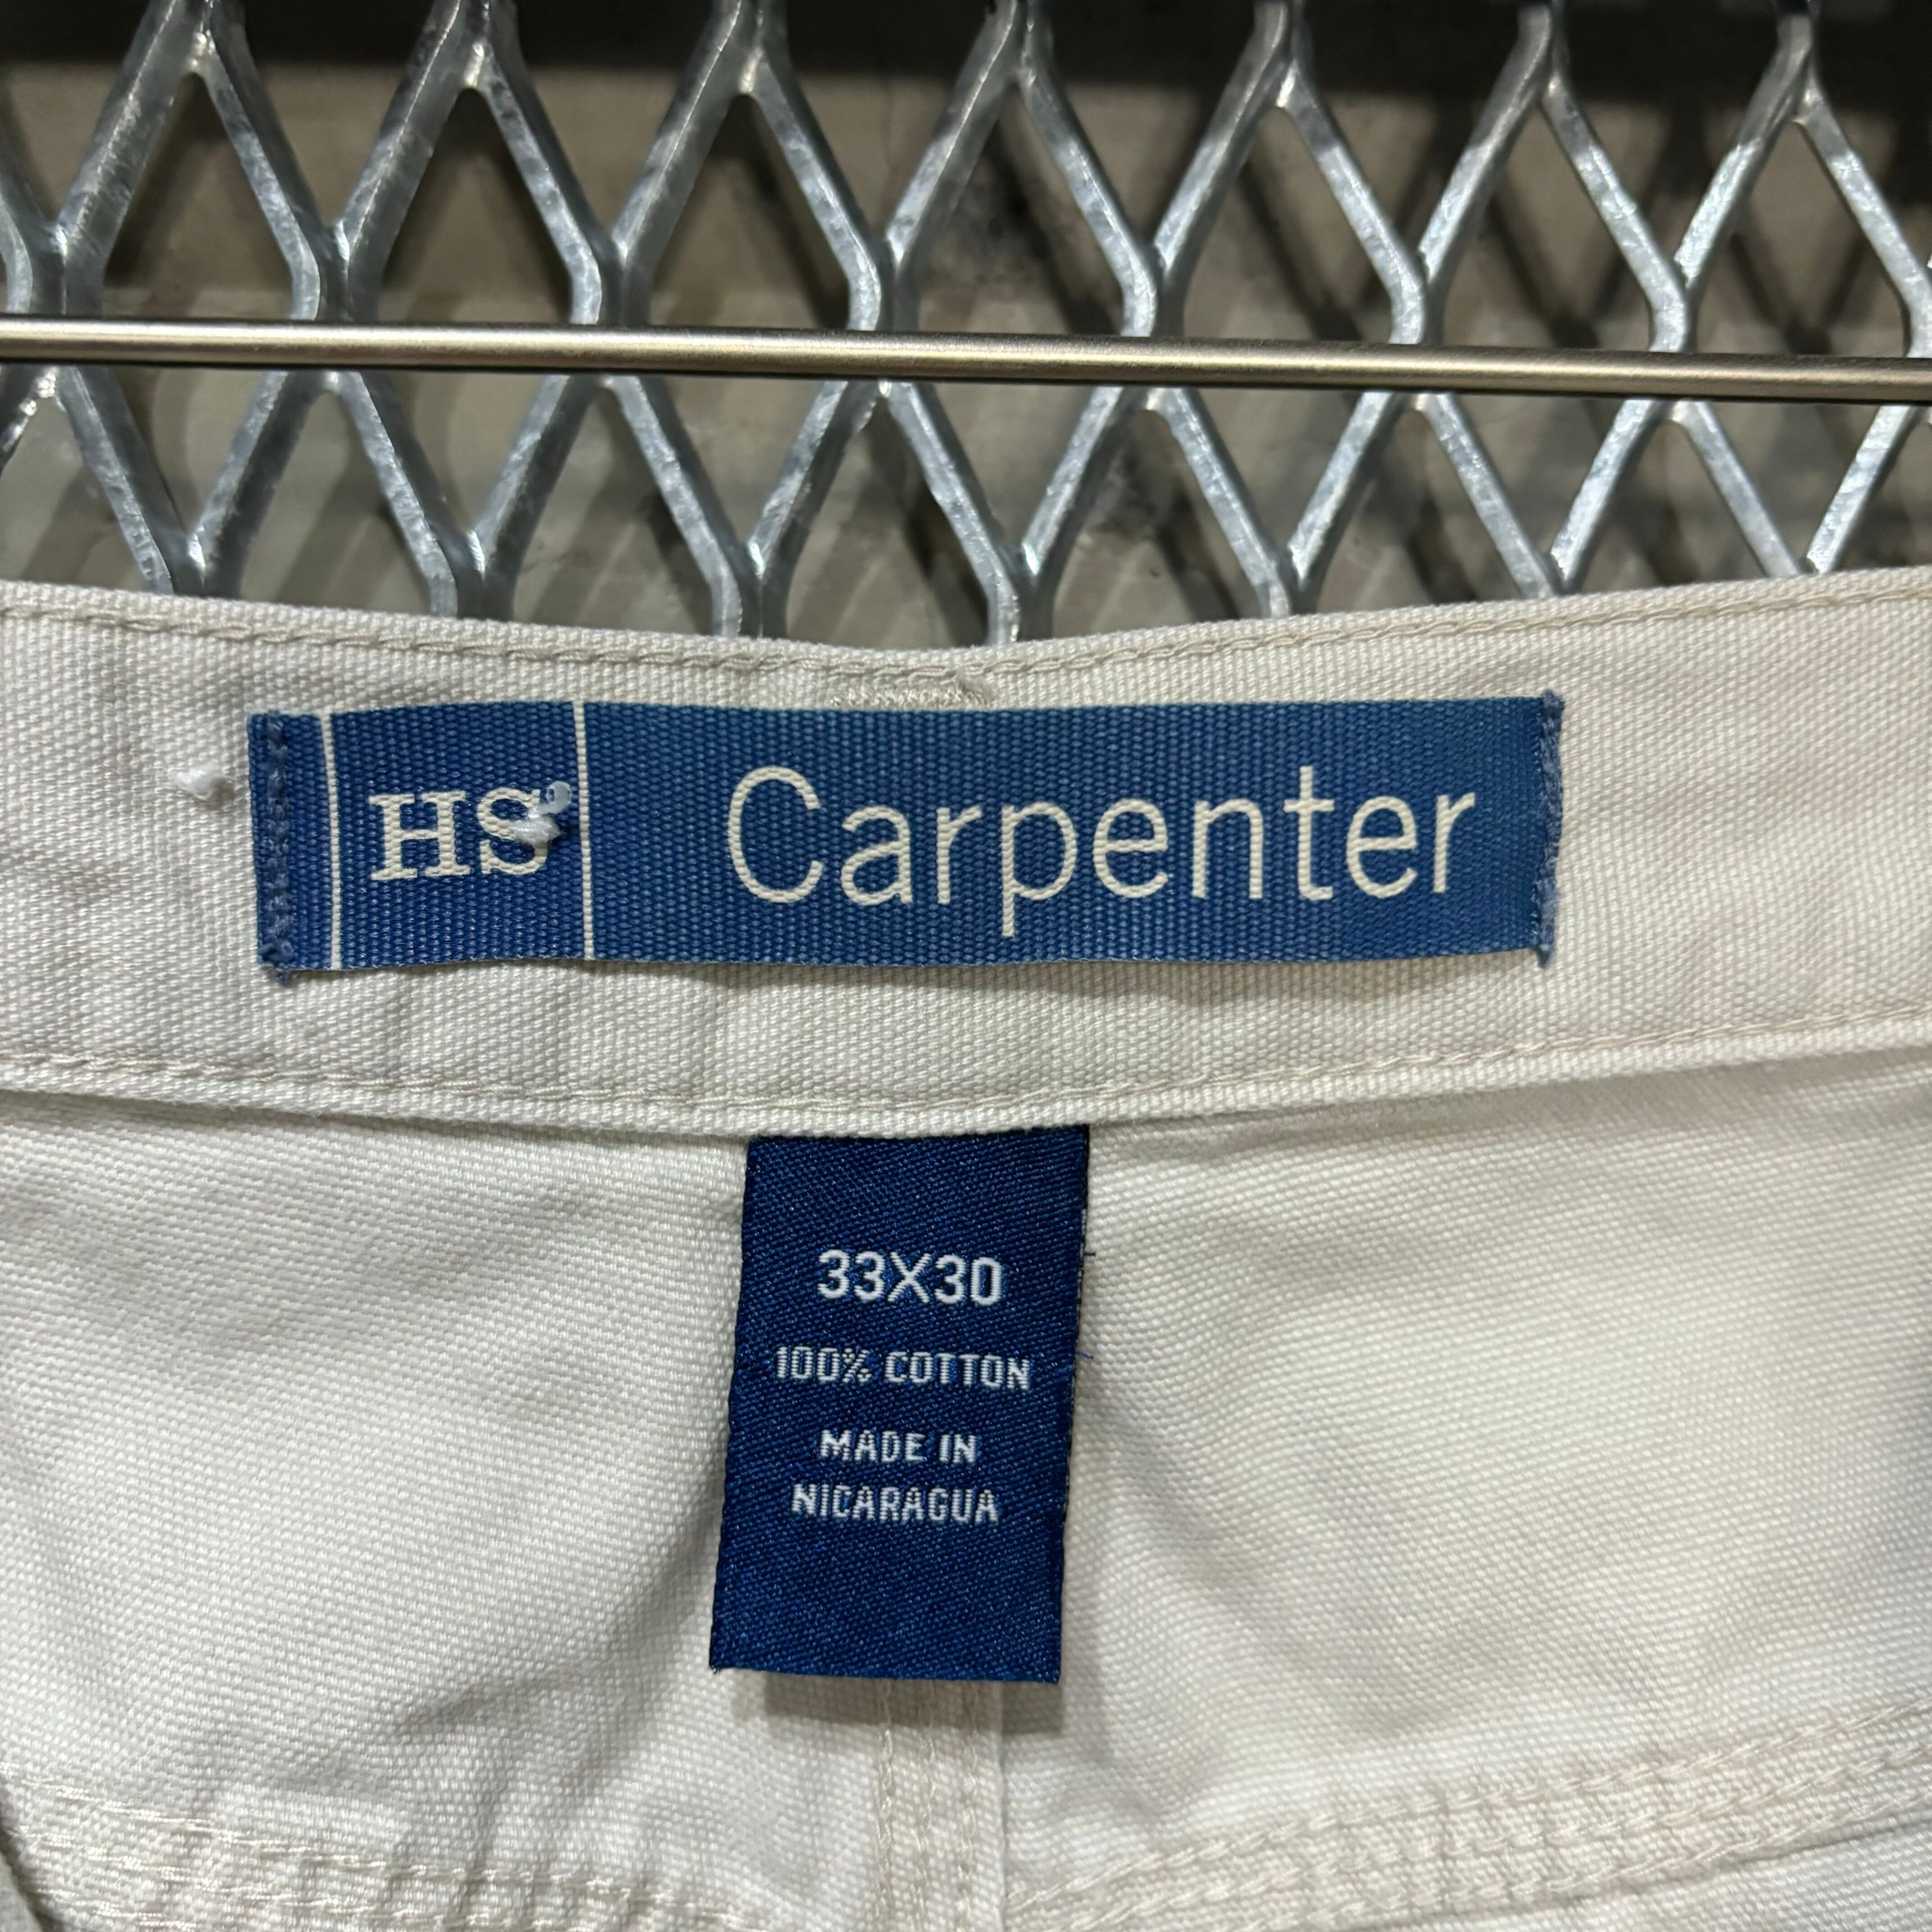 HS Carpenter
33X30
100% COTTON
MADE IN
NICARAGUA